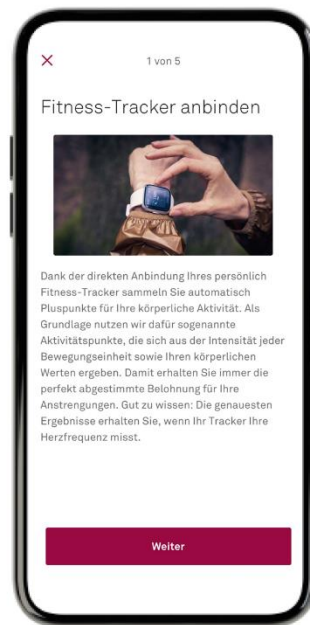 1 von 5
Fitness-Tracker anbinden
Dank der direkten Anbindung Ihres persönlich
Fitness-Tracker sammeln Sie automatisch
Pluspunkte für Ihre körperliche Aktivität. Als
Grundlage nutzen wir dafür sogenannte
Aktivitätspunkte, die sich aus der Intensität jeder
Bewegungseinheit sowie Ihren körperlichen
Werten ergeben. Damit erhalten Sie immer die
perfekt abgestimmte Belohnung für Ihre
Anstrengungen. Gut zu wissen: Die genauesten
Ergebnisse erhalten Sie, wenn Ihr Tracker Ihre
Herzfrequenz misst.
Weiter